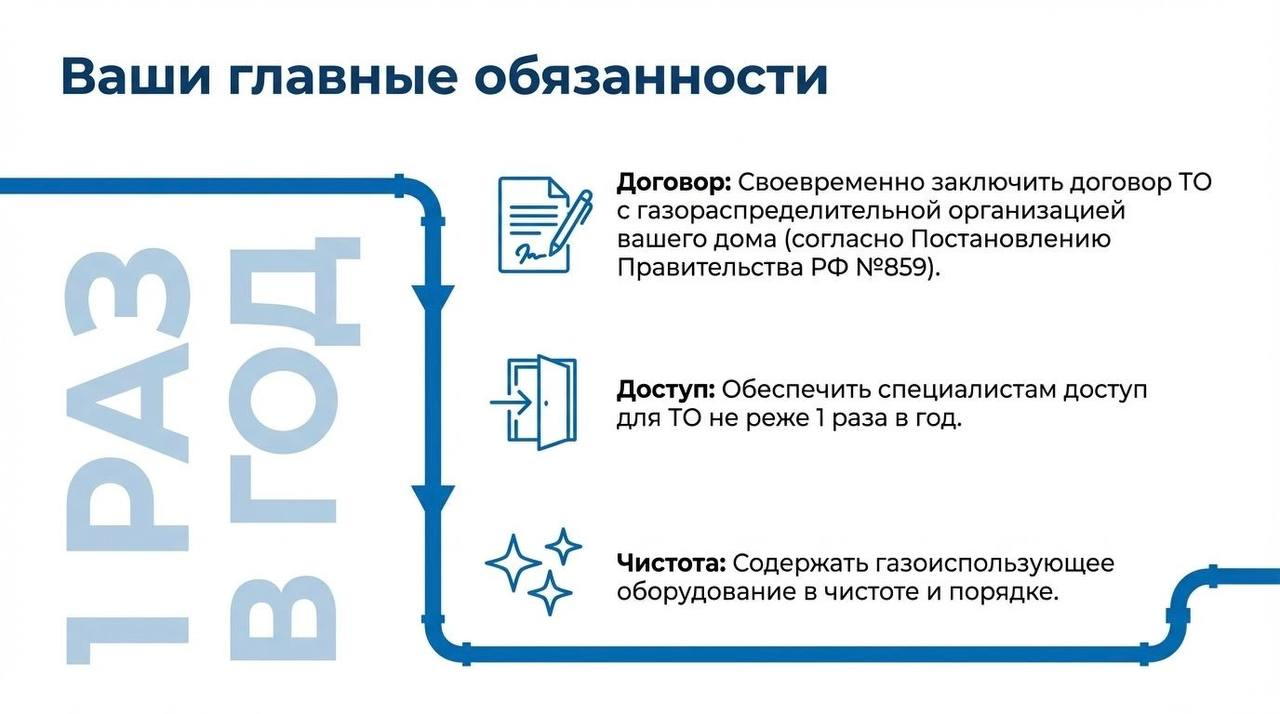 Ваши главные обязанности
1 РАЗ
В ГОД
Договор: Своевременно заключить договор ТО
с газораспределительной организацией
вашего дома (согласно Постановлению
Правительства РФ №859).
Доступ: Обеспечить специалистам доступ
для ТО не реже 1 раза в год.
Чистота: Содержать газоиспользующее
оборудование в чистоте и порядке.